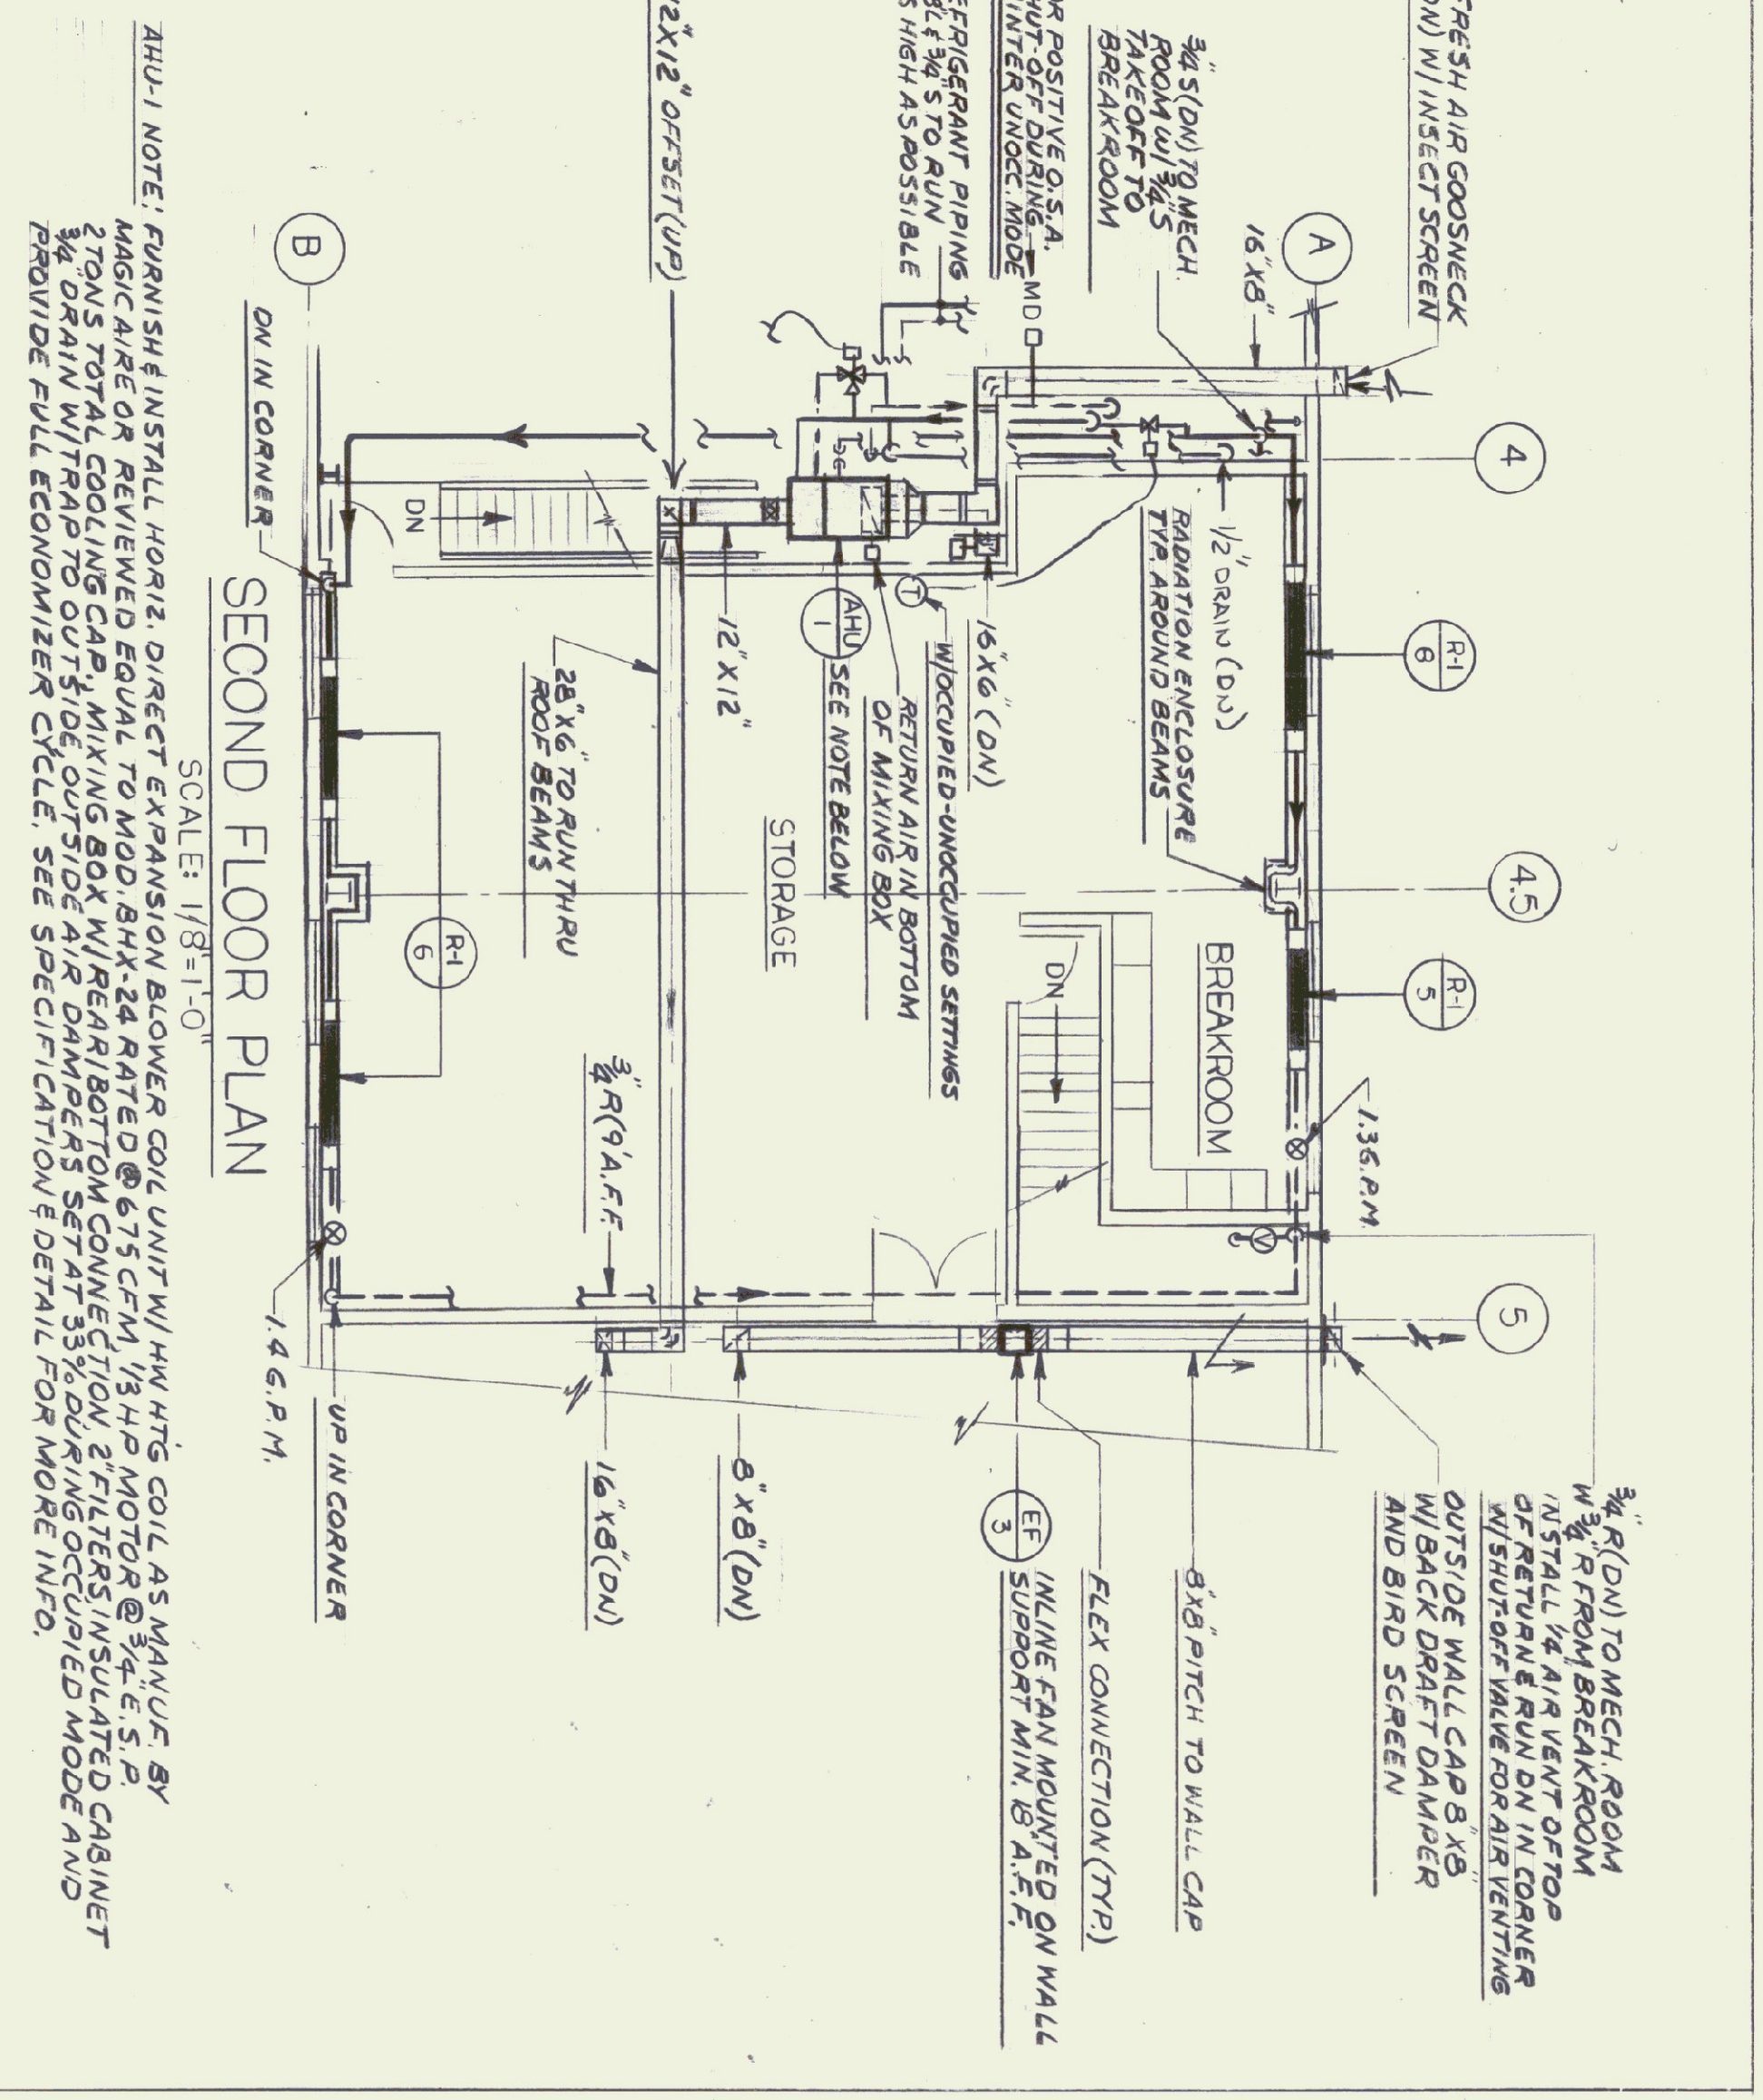 FRESH AIR GOOSNECK
ON) W/ INSECT SCREEN
A
16"X8"
3/4"S(DN) TO MECH.
ROOM W/ 3/4"S
TAKEOFF TO
BREAKROOM
R POSITIVE O.S.A.
HUT-OFF DURING
INTER UNOCC. MODE
MD
EFRIGERANT PIPING
"L & 3/4"S TO RUN
S HIGH AS POSSIBLE
2"X12" OFFSET(UP)
4
4.5
5
R-1
6
R-1
5
1.3G.P.M.
1/2" DRAIN (DN)
RADIATION ENCLOSURE
TYP. AROUND BEAMS
BREAKROOM
DN
16"X6"(DN)
T
W/OCCUPIED-UNOCCUPIED SETTINGS
RETURN AIR IN BOTTOM
OF MIXING BOX
AHU
1
SEE NOTE BELOW
STORAGE
12"X12"
28"X6" TO RUN THRU
ROOF BEAMS
3/4"R(9'A.F.F.
DN
R-1
6
V
3/4"R(DN) TO MECH. ROOM
W 3/4"R FROM BREAKROOM
INSTALL 1/4" AIR VENT OF TOP
OF RETURN & RUN DN IN CORNER
W/SHUT-OFF VALVE FOR AIR VENTING
OUTSIDE WALL CAP 8"X8"
W/BACK DRAFT DAMPER
AND BIRD SCREEN
8"X8" PITCH TO WALL CAP
FLEX CONNECTION(TYP.)
EF
3
INLINE FAN MOUNTED ON WALL
SUPPORT MIN. 18" A.F.F.
8"X8"(DN)
16"X8"(DN)
UP IN CORNER
1.4 G.P.M.
DN IN CORNER
B
SECOND FLOOR PLAN
SCALE: 1/8"=1'-0"
AHU-1 NOTE: FURNISH & INSTALL HORIZ. DIRECT EXPANSION BLOWER COIL UNIT W/ HW HTG COIL AS MANUF. BY
MAGIC AIRE OR REVIEWED EQUAL TO MOD. BHX-24 RATED @ 675 CFM, 1/3 HP MOTOR @ 3/4" E.S.P.
2 TONS TOTAL COOLING CAP., MIXING BOX W/ REAR/BOTTOM CONNECTION, 2" FILTERS, INSULATED CABINET
3/4" DRAIN W/TRAP TO OUTSIDE, OUTSIDE AIR DAMPERS SET AT 33% DURING OCCUPIED MODE AND
PROVIDE FULL ECONOMIZER CYCLE. SEE SPECIFICATION & DETAIL FOR MORE INFO.